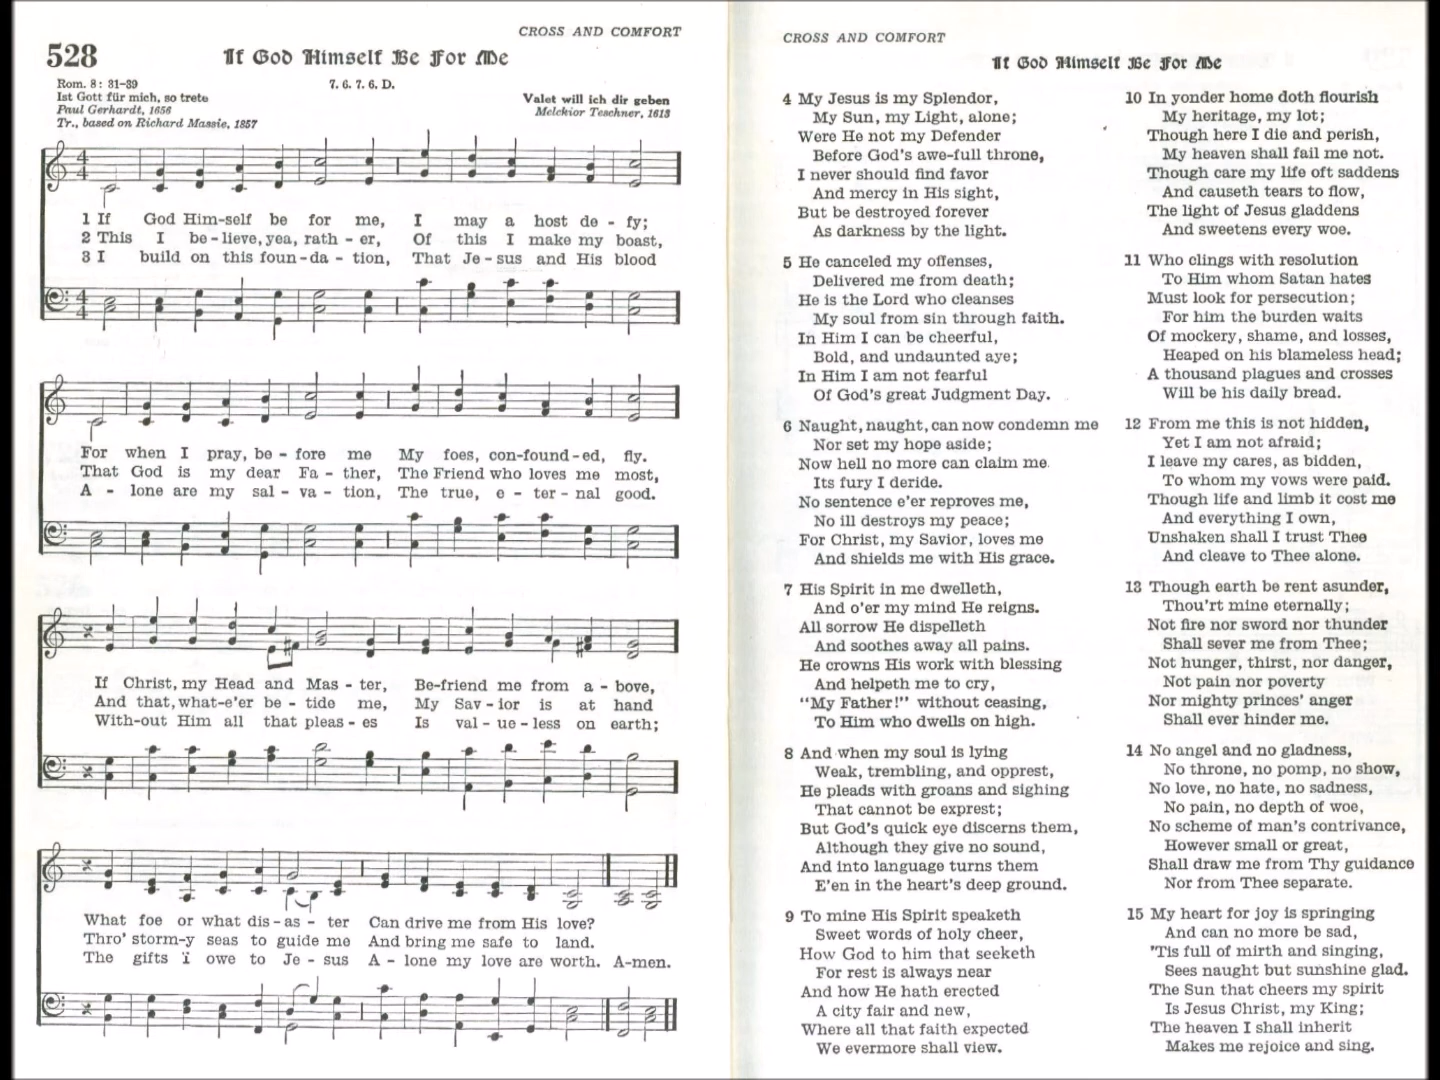 CROSS AND COMFORT
528
If God Himself Be For Me
Rom. 8: 31–39
7. 6. 7. 6. D.
Ist Gott für mich, so trete
Valet will ich dir geben
Paul Gerhardt, 1656
Melchior Teschner, 1613
Tr., based on Richard Massie, 1857
1 If God Him-self be for me, I may a host de - fy;
2 This I be - lieve, yea, rath - er, Of this I make my boast,
3 I build on this foun - da - tion, That Je - sus and His blood
For when I pray, be - fore me My foes, con-found-ed, fly.
That God is my dear Fa - ther, The Friend who loves me most,
A - lone are my sal - va - tion, The true, e - ter - nal good.
If Christ, my Head and Mas - ter, Be-friend me from a - bove,
And that, what-e'er be - tide me, My Sav - ior is at hand
With-out Him all that pleas - es Is val - ue - less on earth;
What foe or what dis - as - ter Can drive me from His love?
Thro' storm-y seas to guide me And bring me safe to land.
The gifts I owe to Je - sus A - lone my love are worth. A-men.
CROSS AND COMFORT
If God Himself Be For Me
4 My Jesus is my Splendor,
My Sun, my Light, alone;
Were He not my Defender
Before God's awe-full throne,
I never should find favor
And mercy in His sight,
But be destroyed forever
As darkness by the light.
5 He canceled my offenses,
Delivered me from death;
He is the Lord who cleanses
My soul from sin through faith.
In Him I can be cheerful,
Bold, and undaunted aye;
In Him I am not fearful
Of God's great Judgment Day.
6 Naught, naught, can now condemn me
Nor set my hope aside;
Now hell no more can claim me
Its fury I deride.
No sentence e'er reproves me,
No ill destroys my peace;
For Christ, my Savior, loves me
And shields me with His grace.
7 His Spirit in me dwelleth,
And o'er my mind He reigns.
All sorrow He dispelleth
And soothes away all pains.
He crowns His work with blessing
And helpeth me to cry,
"My Father!" without ceasing,
To Him who dwells on high.
8 And when my soul is lying
Weak, trembling, and opprest,
He pleads with groans and sighing
That cannot be exprest;
But God's quick eye discerns them,
Although they give no sound,
And into language turns them
E'en in the heart's deep ground.
9 To mine His Spirit speaketh
Sweet words of holy cheer,
How God to him that seeketh
For rest is always near
And how He hath erected
A city fair and new,
Where all that faith expected
We evermore shall view.
10 In yonder home doth flourish
My heritage, my lot;
Though here I die and perish,
My heaven shall fail me not.
Though care my life oft saddens
And causeth tears to flow,
The light of Jesus gladdens
And sweetens every woe.
11 Who clings with resolution
To Him whom Satan hates
Must look for persecution;
For him the burden waits
Of mockery, shame, and losses,
Heaped on his blameless head;
A thousand plagues and crosses
Will be his daily bread.
12 From me this is not hidden,
Yet I am not afraid;
I leave my cares, as bidden,
To whom my vows were paid.
Though life and limb it cost me
And everything I own,
Unshaken shall I trust Thee
And cleave to Thee alone.
13 Though earth be rent asunder,
Thou'rt mine eternally;
Not fire nor sword nor thunder
Shall sever me from Thee;
Not hunger, thirst, nor danger,
Not pain nor poverty
Nor mighty princes' anger
Shall ever hinder me.
14 No angel and no gladness,
No throne, no pomp, no show,
No love, no hate, no sadness,
No pain, no depth of woe,
No scheme of man's contrivance,
However small or great,
Shall draw me from Thy guidance
Nor from Thee separate.
15 My heart for joy is springing
And can no more be sad,
'Tis full of mirth and singing,
Sees naught but sunshine glad.
The Sun that cheers my spirit
Is Jesus Christ, my King;
The heaven I shall inherit
Makes me rejoice and sing.